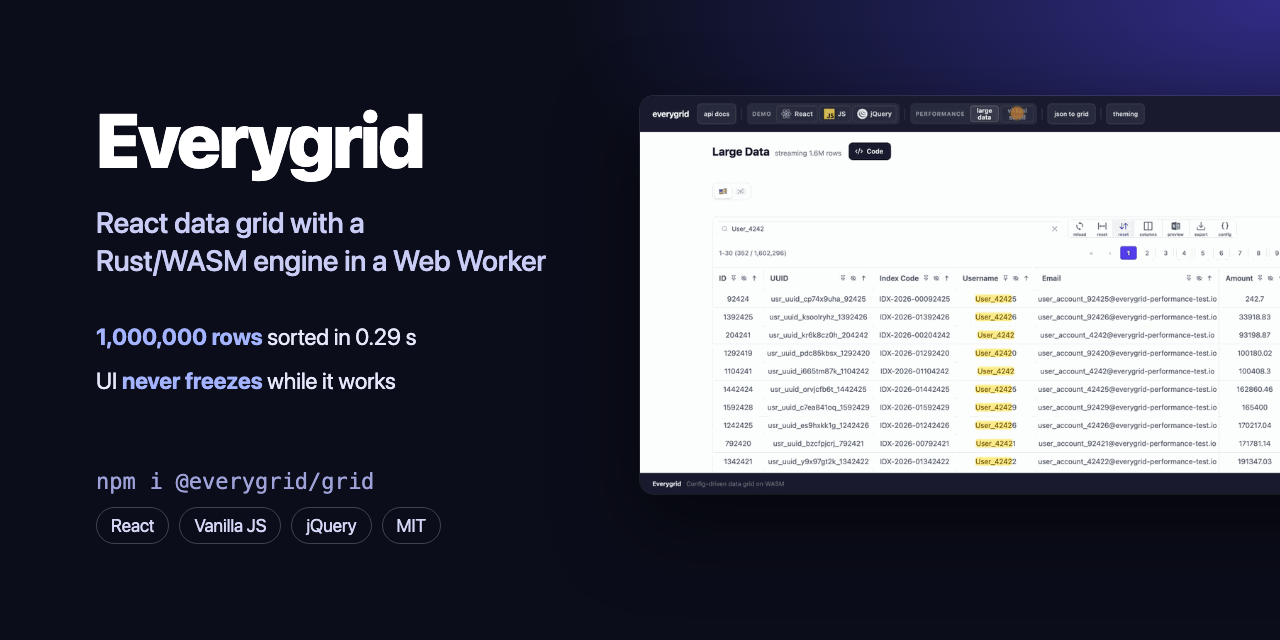 Everygrid
React data grid with a
Rust/WASM engine in a Web Worker
1,000,000 rows sorted in 0.29 s
UI never freezes while it works
npm i @everygrid/grid
React Vanilla JS jQuery MIT
everygrid api docs DEMO React JS JS jQuery PERFORMANCE large data json to grid theming
Large Data streaming 1.6M rows </> Code
User_4242
reload reset reset columns preview export config
1-30 (352 / 1,602,296) « ‹ 1 2 3 4 5 6 7 8 9
ID UUID Index Code Username Email Amount
92424 usr_uuid_cp74x9uha_92425 IDX-2026-00092425 User_42425 user_account_92425@everygrid-performance-test.io 242.7
1392425 usr_uuid_ksoolryhz_1392426 IDX-2026-01392426 User_42426 user_account_92426@everygrid-performance-test.io 33918.83
204241 usr_uuid_kr6k8cz0h_204242 IDX-2026-00204242 User_4242 user_account_4242@everygrid-performance-test.io 93198.87
1292419 usr_uuid_pdc85kbsx_1292420 IDX-2026-01292420 User_42420 user_account_92420@everygrid-performance-test.io 100180.02
1104241 usr_uuid_i665tm87k_1104242 IDX-2026-01104242 User_4242 user_account_4242@everygrid-performance-test.io 100408.3
1442424 usr_uuid_orvjcfb6t_1442425 IDX-2026-01442425 User_42425 user_account_42425@everygrid-performance-test.io 162860.46
1592428 usr_uuid_c7ea841oq_1592429 IDX-2026-01592429 User_42429 user_account_92429@everygrid-performance-test.io 165400
1242425 usr_uuid_es9hxkk1g_1242426 IDX-2026-01242426 User_42426 user_account_42426@everygrid-performance-test.io 170217.04
792420 usr_uuid_bzcfpjcrj_792421 IDX-2026-00792421 User_42421 user_account_92421@everygrid-performance-test.io 171781.14
1342421 usr_uuid_y9x97gt2k_1342422 IDX-2026-01342422 User_42422 user_account_42422@everygrid-performance-test.io 191347.03
Everygrid Config-driven data grid on WASM